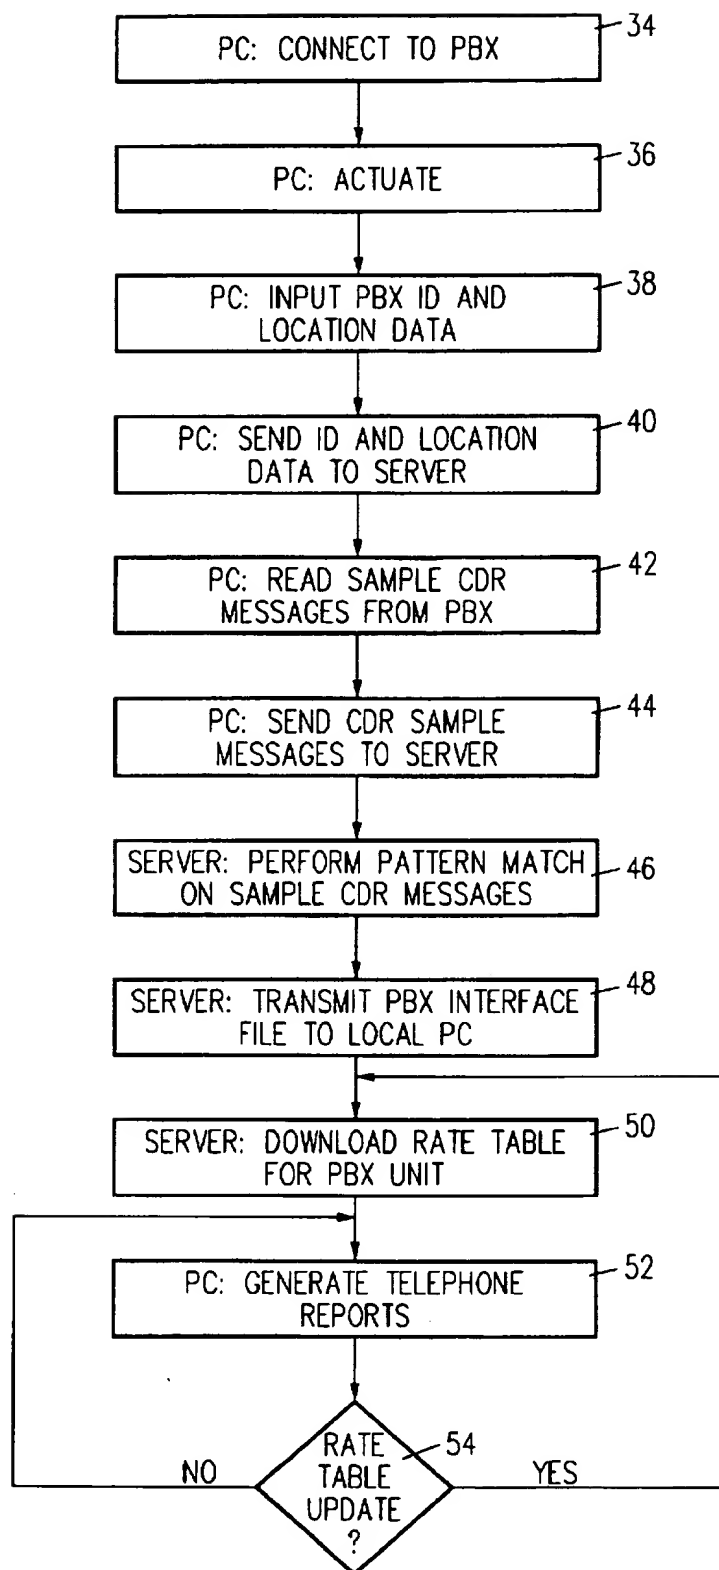 PC: CONNECT TO PBX
34
PC: ACTUATE
36
PC: INPUT PBX ID AND
LOCATION DATA
38
PC: SEND ID AND LOCATION
DATA TO SERVER
40
PC: READ SAMPLE CDR
MESSAGES FROM PBX
42
PC: SEND CDR SAMPLE
MESSAGES TO SERVER
44
SERVER: PERFORM PATTERN MATCH
ON SAMPLE CDR MESSAGES
46
SERVER: TRANSMIT PBX INTERFACE
FILE TO LOCAL PC
48
SERVER: DOWNLOAD RATE TABLE
FOR PBX UNIT
50
PC: GENERATE TELEPHONE
REPORTS
52
RATE
TABLE
UPDATE
?
54
NO
YES